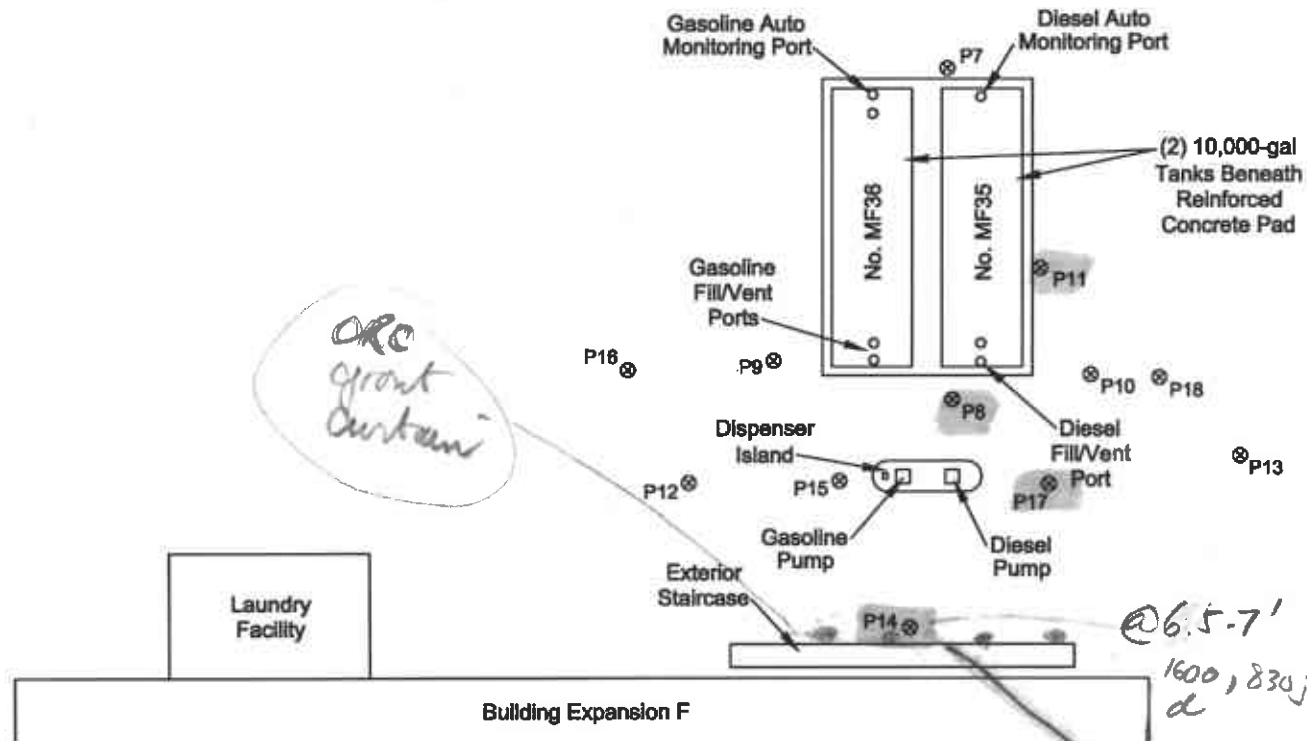 Gasoline Auto
Monitoring Port
Diesel Auto
Monitoring Port
P7
(2) 10,000-gal
Tanks Beneath
Reinforced
Concrete Pad
No. MF36
No. MF35
P11
Gasoline
Fill/Vent
Ports
ORC
grout
Curtain
P16
P9
P10
P18
P8
Dispenser
Island
Diesel
Fill/Vent
Port
P13
P12
P15
P17
Gasoline
Pump
Diesel
Pump
Exterior
Staircase
Laundry
Facility
P14
@6.5-7'
1600, 830j
d
Building Expansion F